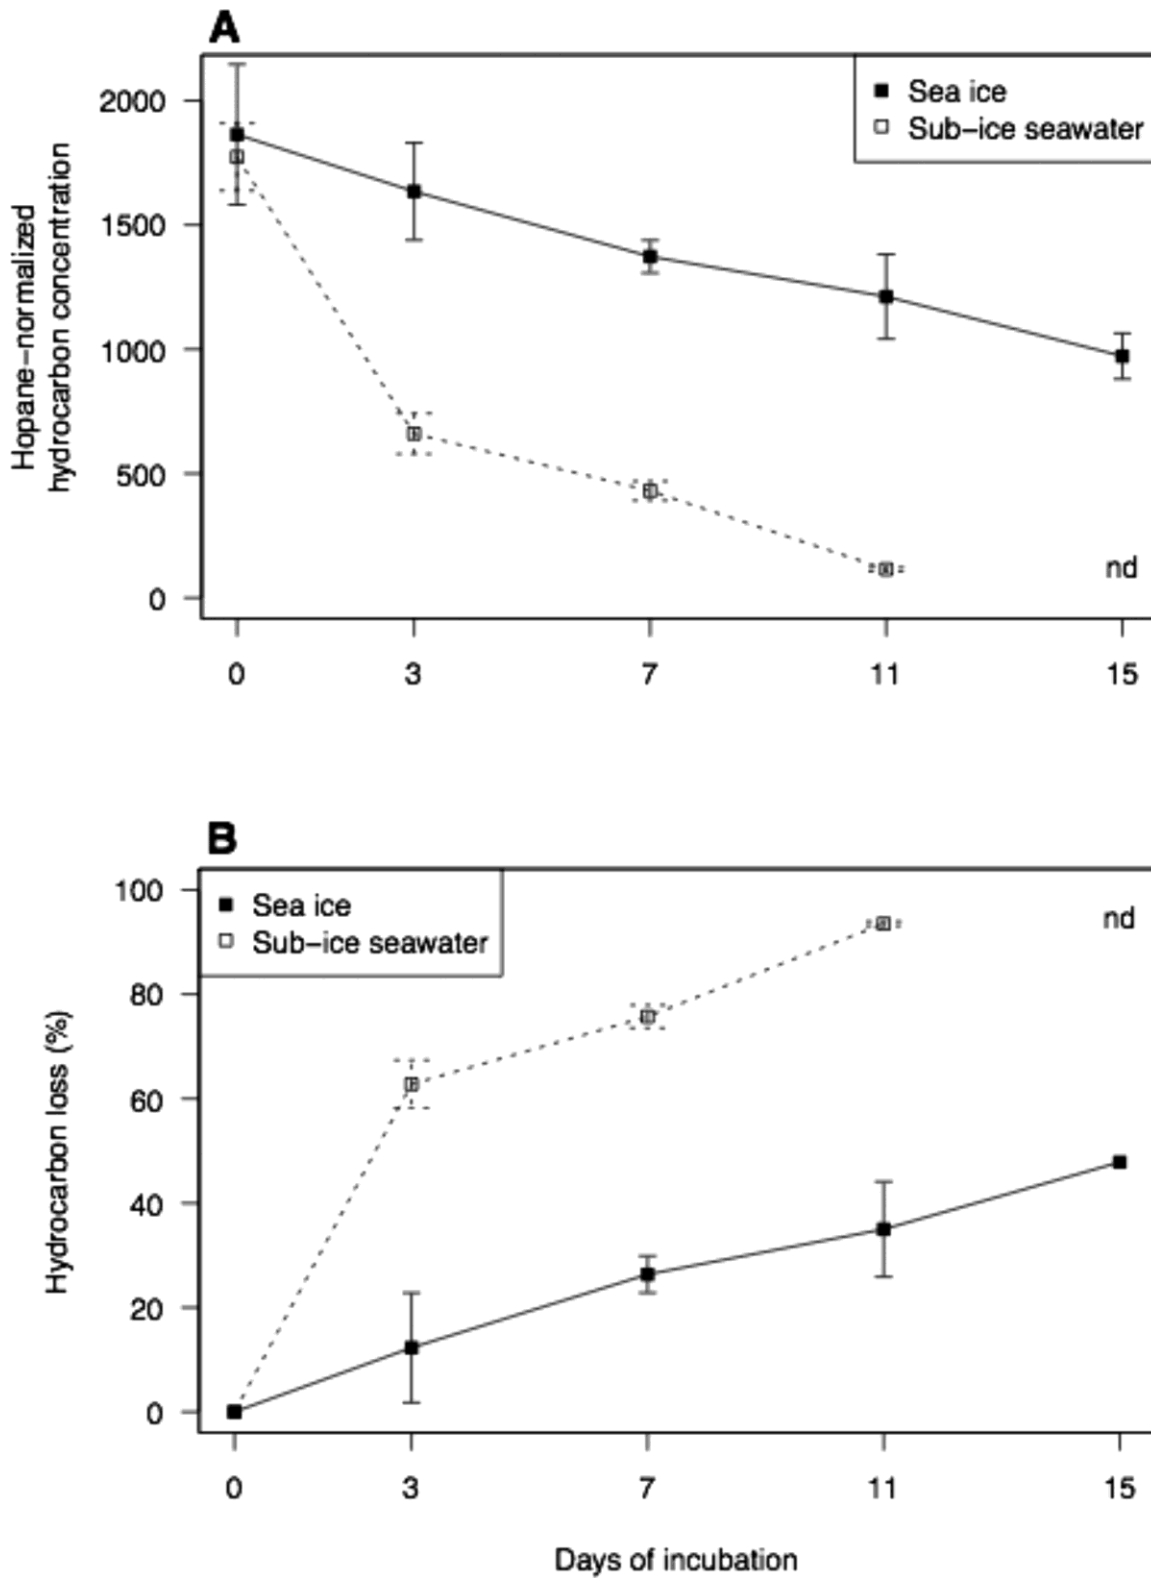 A
Hopane-normalized
hydrocarbon concentration
2000
1500
1000
500
0
Sea ice
Sub-ice seawater
nd
0 3 7 11 15
B
Hydrocarbon loss (%)
100
80
60
40
20
0
Sea ice
Sub-ice seawater
nd
0 3 7 11 15
Days of incubation